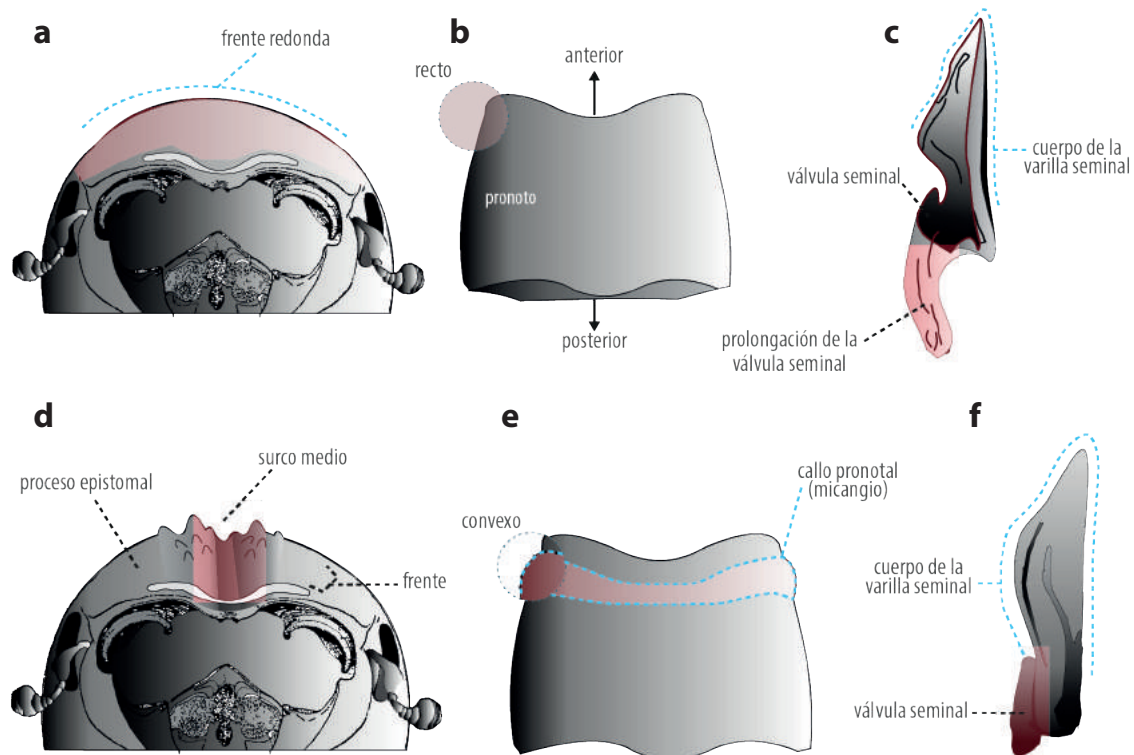 a
frente redonda
b
recto
anterior
pronoto
posterior
c
cuerpo de la
varilla seminal
válvula seminal
prolongación de la
válvula seminal
d
surco medio
proceso epistomal
frente
e
convexo
callo pronotal
(micangio)
f
cuerpo de la
varilla seminal
válvula seminal